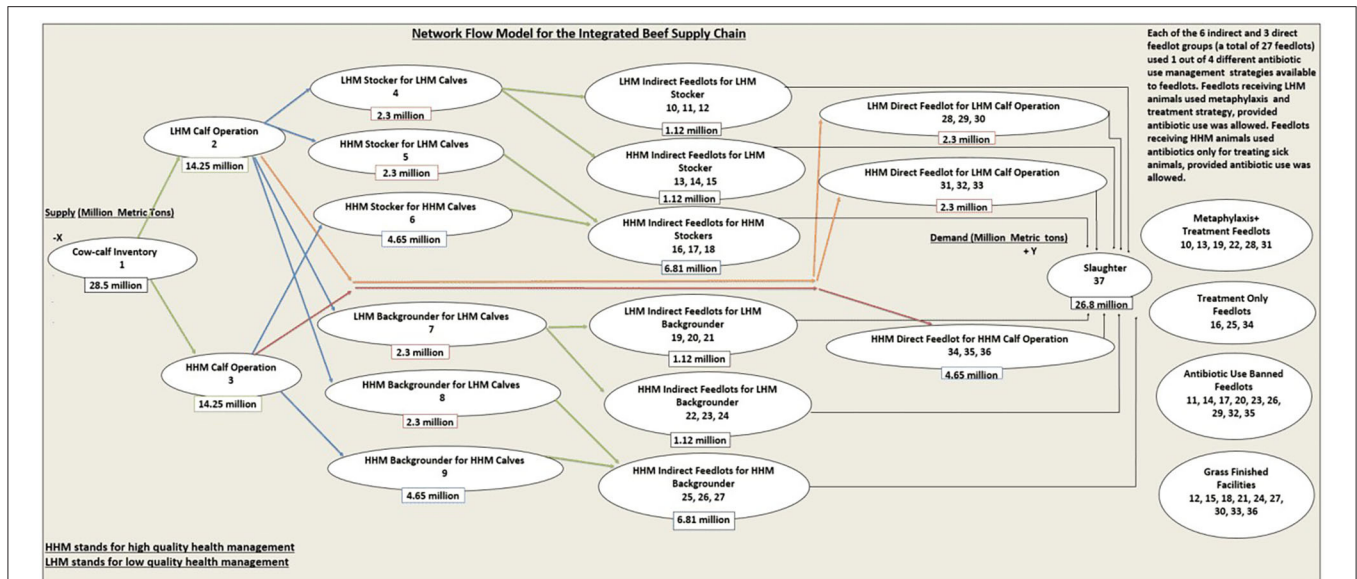 Network Flow Model for the Integrated Beef Supply Chain
Each of the 6 indirect and 3 direct
feedlot groups (a total of 27 feedlots)
used 1 out of 4 different antibiotic
use management strategies available
to feedlots. Feedlots receiving LHM
animals used metaphylaxis and
treatment strategy, provided
antibiotic use was allowed. Feedlots
receiving HHM animals used
antibiotics only for treating sick
animals, provided antibiotic use was
allowed.
Supply (Million Metric Tons)
-X
Cow-calf Inventory
1
28.5 million
LHM Calf Operation
2
14.25 million
HHM Calf Operation
3
14.25 million
LHM Stocker for LHM Calves
4
2.3 million
HHM Stocker for LHM Calves
5
2.3 million
HHM Stocker for HHM Calves
6
4.65 million
LHM Backgrounder for LHM Calves
7
2.3 million
HHM Backgrounder for LHM Calves
8
2.3 million
HHM Backgrounder for HHM Calves
9
4.65 million
LHM Indirect Feedlots for LHM
Stocker
10, 11, 12
1.12 million
HHM Indirect Feedlots for LHM
Stocker
13, 14, 15
1.12 million
HHM Indirect Feedlots for HHM
Stockers
16, 17, 18
6.81 million
LHM Indirect Feedlots for LHM
Backgrounder
19, 20, 21
1.12 million
HHM Indirect Feedlots for LHM
Backgrounder
22, 23, 24
1.12 million
HHM Indirect Feedlots for HHM
Backgrounder
25, 26, 27
6.81 million
LHM Direct Feedlot for LHM Calf Operation
28, 29, 30
2.3 million
HHM Direct Feedlot for LHM Calf Operation
31, 32, 33
2.3 million
HHM Direct Feedlot for HHM Calf Operation
34, 35, 36
4.65 million
Demand (Million Metric tons)
+ Y
Slaughter
37
26.8 million
Metaphylaxis+
Treatment Feedlots
10, 13, 19, 22, 28, 31
Treatment Only
Feedlots
16, 25, 34
Antibiotic Use Banned
Feedlots
11, 14, 17, 20, 23, 26,
29, 32, 35
Grass Finished
Facilities
12, 15, 18, 21, 24, 27,
30, 33, 36
HHM stands for high quality health management
LHM stands for low quality health management